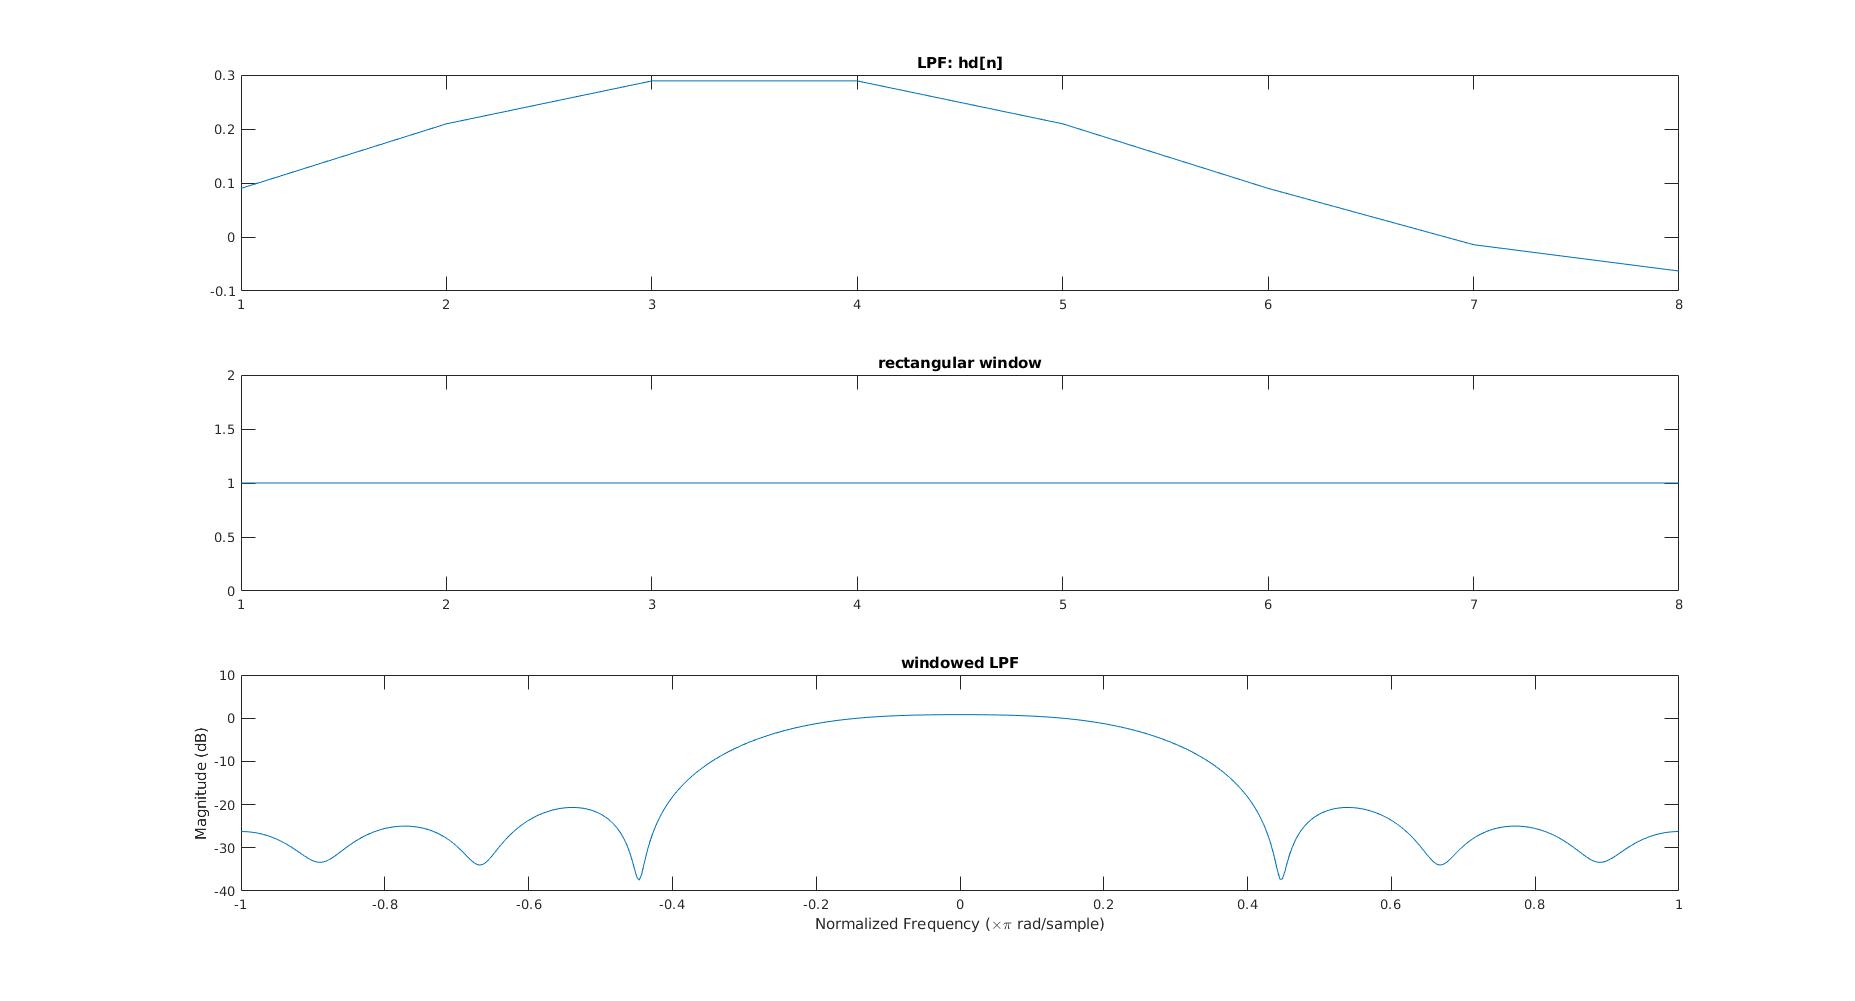 LPF: hd[n]
0.3
0.2
0.1
0
-0.1
1 2 3 4 5 6 7 8
rectangular window
2
1.5
1
0.5
0
1 2 3 4 5 6 7 8
windowed LPF
10
0
-10
-20
-30
-40
Magnitude (dB)
-1 -0.8 -0.6 -0.4 -0.2 0 0.2 0.4 0.6 0.8 1
Normalized Frequency (×π rad/sample)